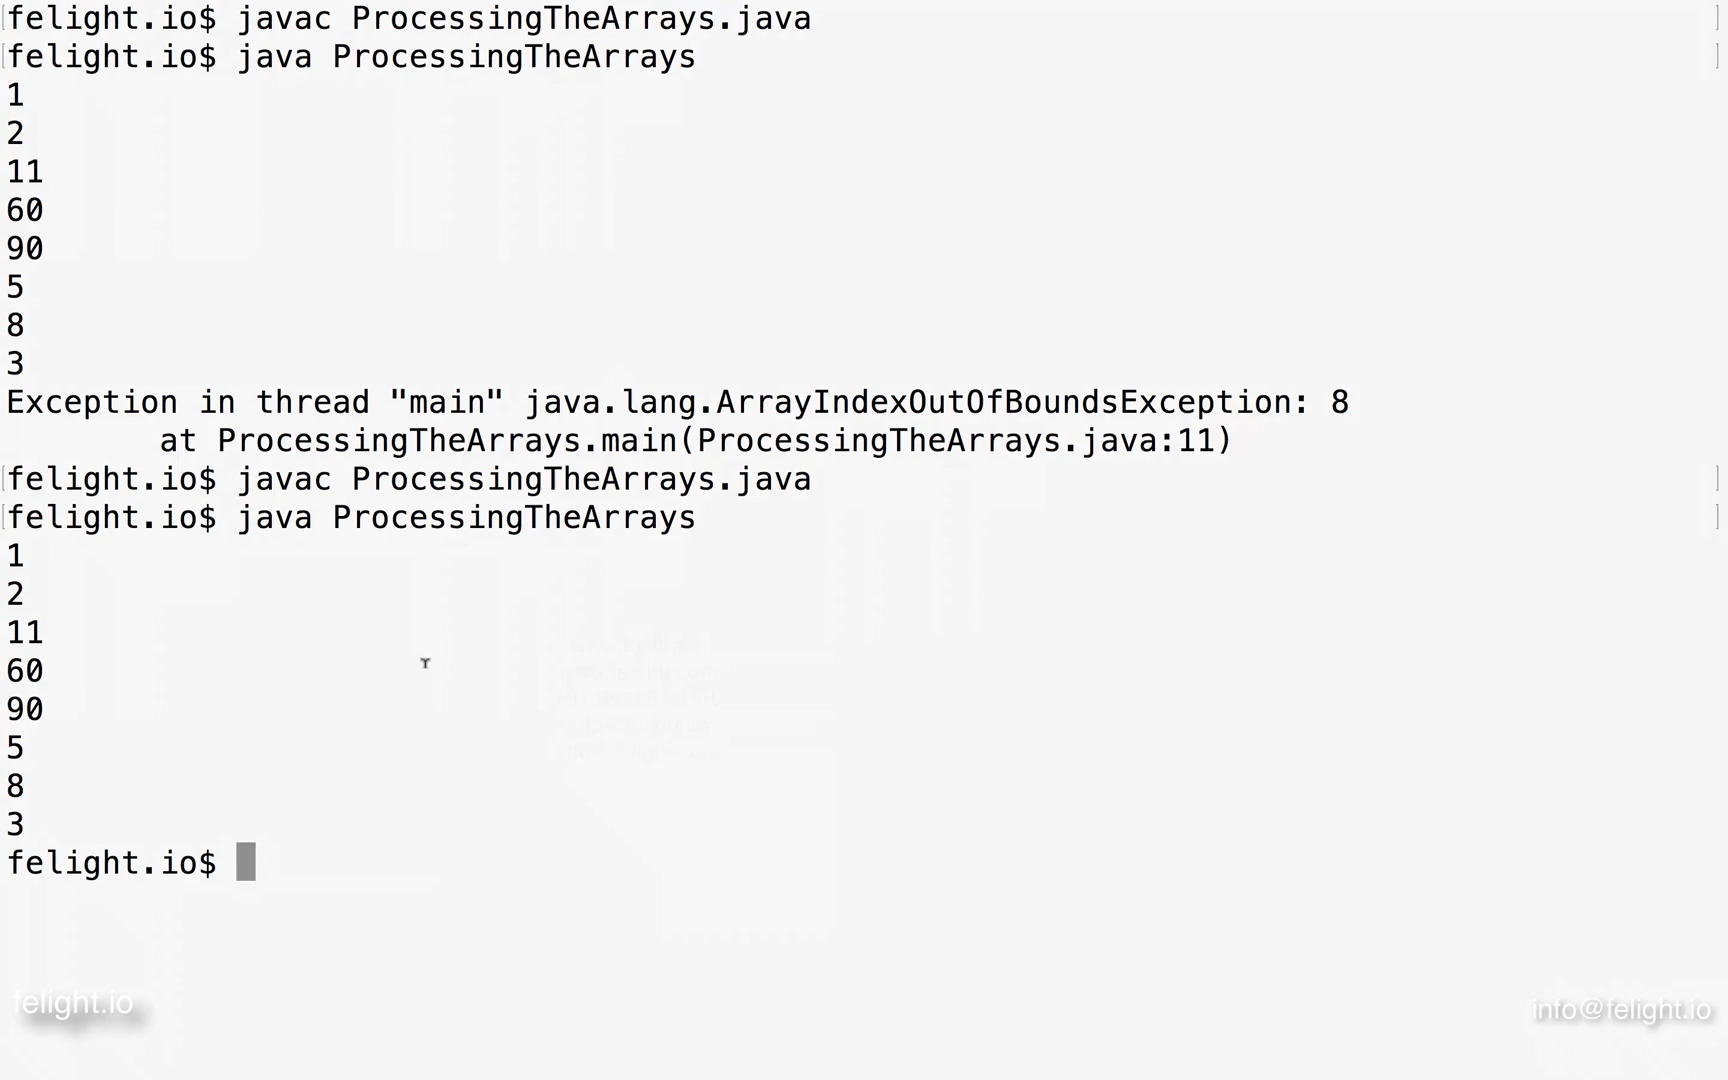 felight.io$ javac ProcessingTheArrays.java
felight.io$ java ProcessingTheArrays
1
2
11
60
90
5
8
3
Exception in thread "main" java.lang.ArrayIndexOutOfBoundsException: 8
at ProcessingTheArrays.main(ProcessingTheArrays.java:11)
felight.io$ javac ProcessingTheArrays.java
felight.io$ java ProcessingTheArrays
1
2
11
60
90
5
8
3
felight.io$
felight.io
info@felight.io